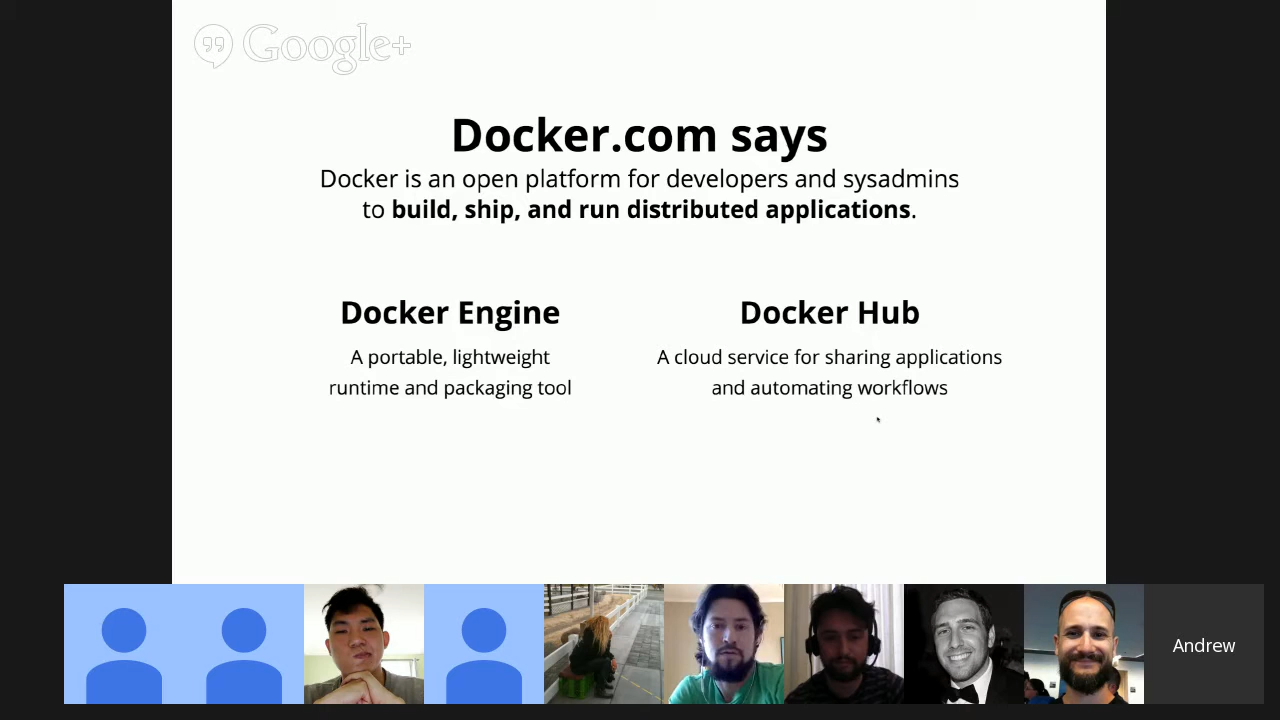 Google+
Docker.com says
Docker is an open platform for developers and sysadmins
to build, ship, and run distributed applications.
Docker Engine
A portable, lightweight
runtime and packaging tool
Docker Hub
A cloud service for sharing applications
and automating workflows
Andrew